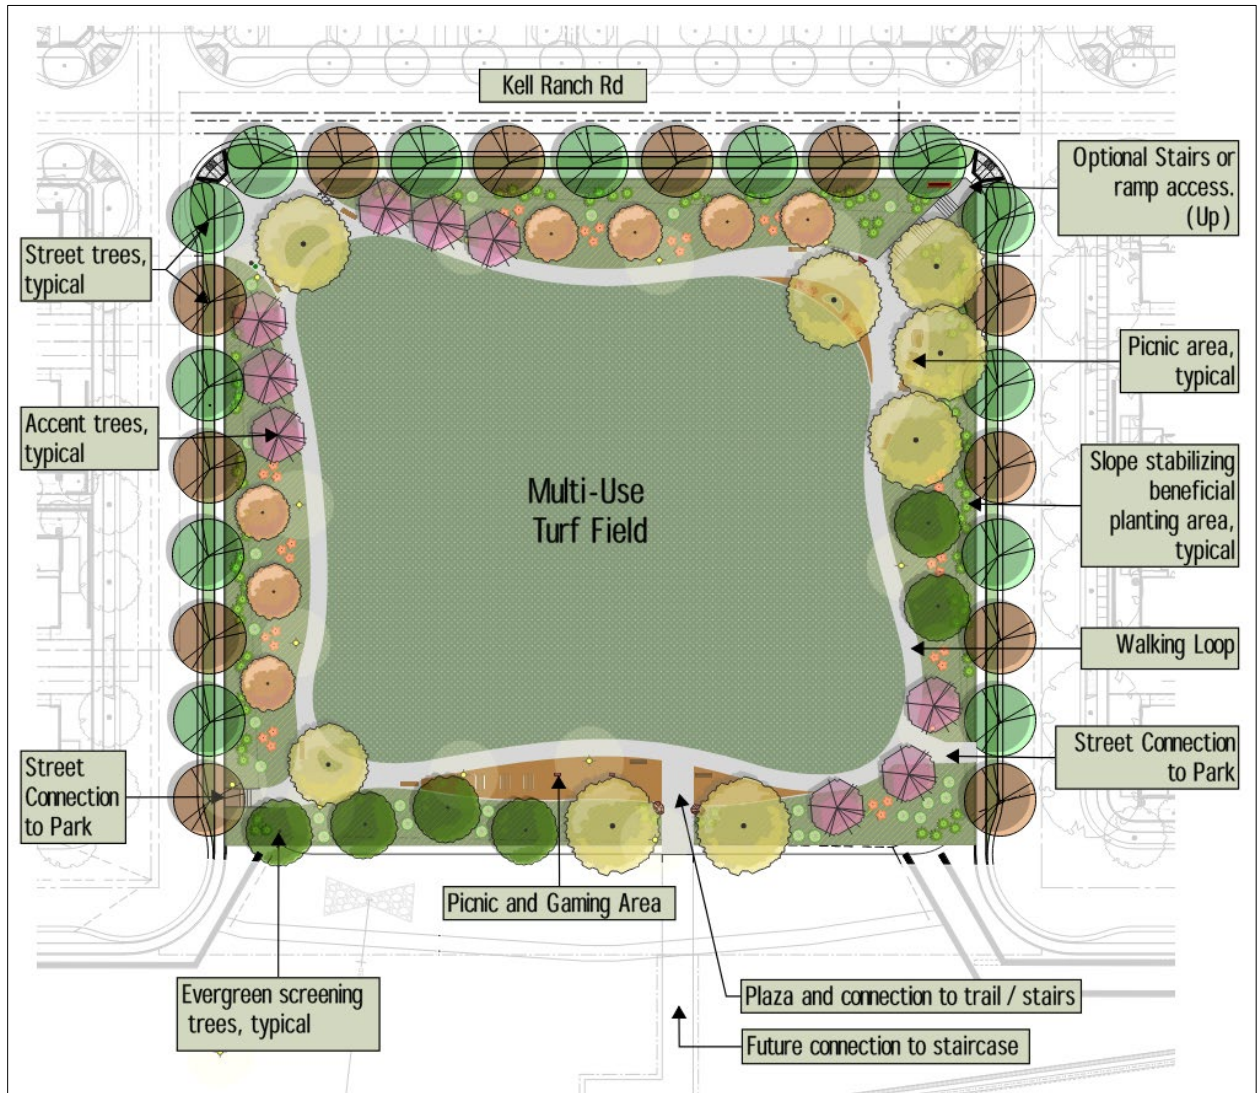 Kell Ranch Rd
Optional Stairs or
ramp access.
(Up)
Street trees,
typical
Picnic area,
typical
Accent trees,
typical
Slope stabilizing
beneficial
planting area,
typical
Multi-Use
Turf Field
Walking Loop
Street Connection
to Park
Street
Connection
to Park
Picnic and Gaming Area
Evergreen screening
trees, typical
Plaza and connection to trail / stairs
Future connection to staircase